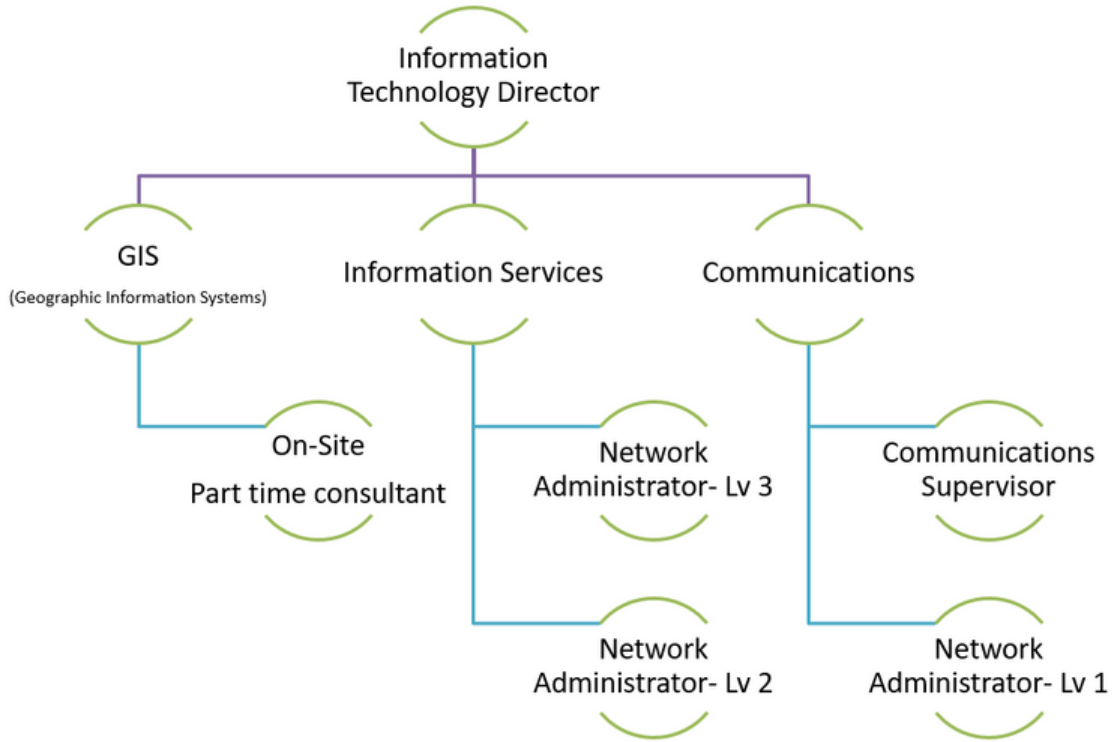 Information
Technology Director
GIS
(Geographic Information Systems)
Information Services
Communications
On-Site
Part time consultant
Network
Administrator- Lv 3
Communications
Supervisor
Network
Administrator- Lv 2
Network
Administrator- Lv 1